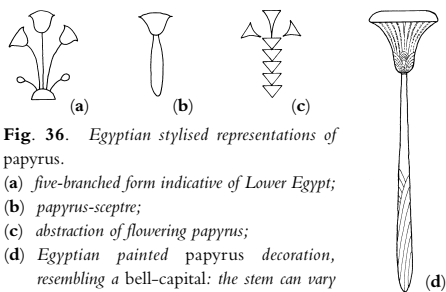 (a) (b) (c)
Fig. 36. Egyptian stylised representations of
papyrus.
(a) five-branched form indicative of Lower Egypt;
(b) papyrus-sceptre;
(c) abstraction of flowering papyrus;
(d) Egyptian painted papyrus decoration,
resembling a bell-capital: the stem can vary
(d)